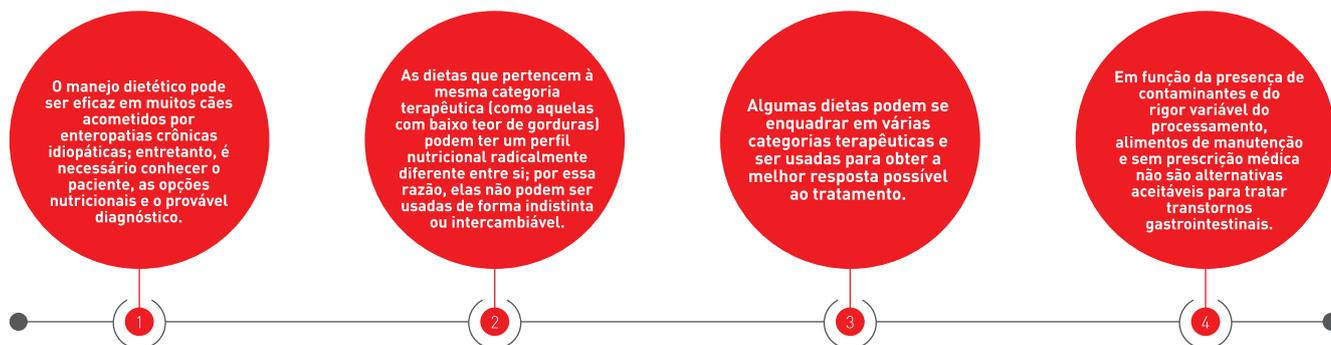 O manejo dietético pode
ser eficaz em muitos cães
acometidos por
enteropatias crônicas
idiopáticas; entretanto, é
necessário conhecer o
paciente, as opções
nutricionais e o provável
diagnóstico.
1
As dietas que pertencem à
mesma categoria
terapêutica (como aquelas
com baixo teor de gorduras)
podem ter um perfil
nutricional radicalmente
diferente entre si; por essa
razão, elas não podem ser
usadas de forma indistinta
ou intercambiável.
2
Algumas dietas podem se
enquadrar em várias
categorias terapêuticas e
ser usadas para obter a
melhor resposta possível
ao tratamento.
3
Em função da presença de
contaminantes e do
rigor variável do
processamento,
alimentos de manutenção
e sem prescrição médica
não são alternativas
aceitáveis para tratar
transtornos
gastrointestinais.
4